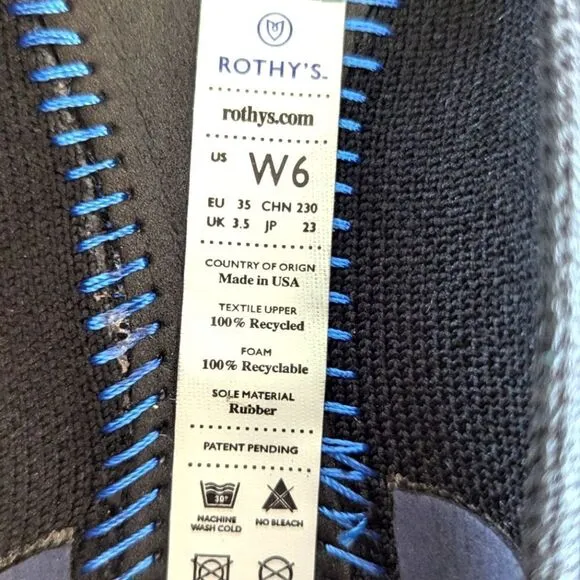 ROTHY'S™
rothys.com
US W6
EU 35 CHN 230
UK 3.5 JP 23
COUNTRY OF ORIGN
Made in USA
TEXTILE UPPER
100% Recycled
FOAM
100% Recyclable
SOLE MATERIAL
Rubber
PATENT PENDING
30°
MACHINE NO BLEACH
WASH COLD